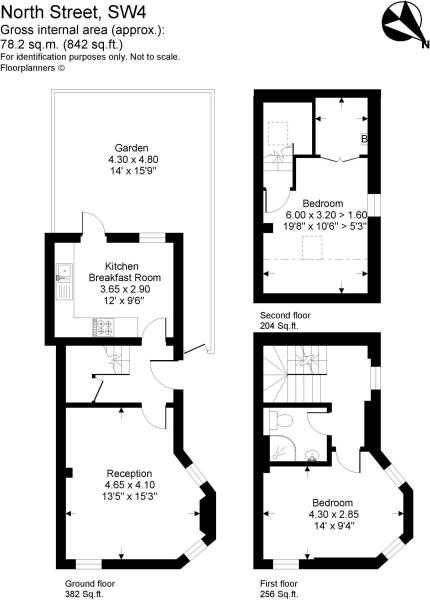 North Street, SW4
Gross internal area (approx.):
78.2 sq.m. (842 sq.ft.)
For identification purposes only. Not to scale.
Floorplanners ©
N
Garden
4.30 x 4.80
14' x 15'9"
Kitchen
Breakfast Room
3.65 x 2.90
12' x 9'6"
B
Bedroom
6.00 x 3.20 > 1.60
19'8" x 10'6" > 5'3"
Second floor
204 Sq.ft.
Reception
4.65 x 4.10
13'5" x 15'3"
Bedroom
4.30 x 2.85
14' x 9'4"
Ground floor
382 Sq.ft.
First floor
256 Sq.ft.